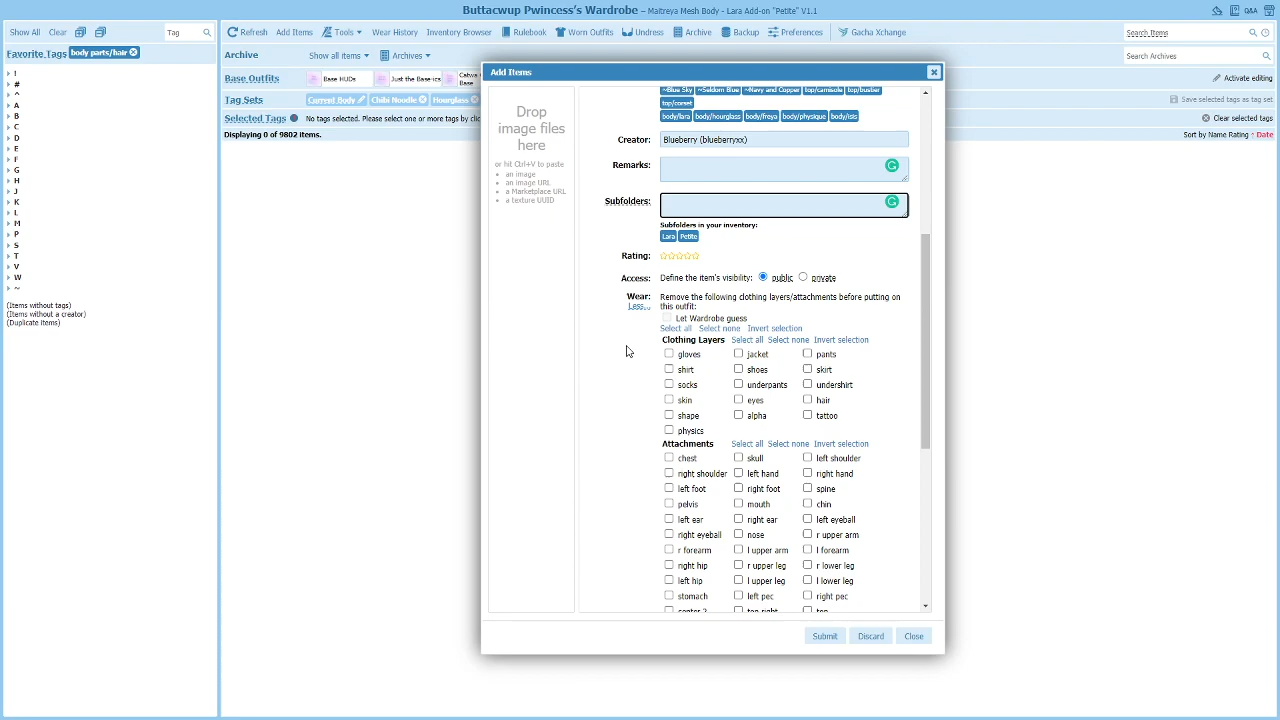 Buttacwup Pwincess's Wardrobe – Maitreya Mesh Body - Lara Add-on "Petite" V1.1
Q&A
Show All Clear Tag
Refresh Add Items Tools Wear History Inventory Browser Rulebook Worn Outfits Undress Archive Backup Preferences Gacha Xchange Search Items
Favorite Tags body parts/hair
Archive Show all items Archives Search Archives
Base Outfits Base HUDs Just the Base-ics Catwa Base Activate editing
Tag Sets Current Body Chibi Noodle Hourglass Save selected tags as tag set
Selected Tags No tags selected. Please select one or more tags by clic Clear selected tags
Displaying 0 of 9802 items. Sort by Name Rating ↑ Date
!
#
^
A
B
C
D
E
F
G
H
J
K
L
M
P
S
T
V
W
~
(Items without tags)
(Items without a creator)
(Duplicate items)
Add Items
Drop
image files
here
or hit Ctrl+V to paste
• an image
• an image URL
• a Marketplace URL
• a texture UUID
~Blue Sky ~Seldom Blue ~Navy and Copper top/camisole top/bustier
top/corset
body/lara body/hourglass body/freya body/physique body/isis
Creator: Blueberry (blueberryxx)
Remarks:
Subfolders:
Subfolders in your inventory:
Lara Petite
Rating:
Access: Define the item's visibility: public private
Wear: Remove the following clothing layers/attachments before putting on
Less... this outfit:
Let Wardrobe guess
Select all Select none Invert selection
Clothing Layers Select all Select none Invert selection
gloves jacket pants
shirt shoes skirt
socks underpants undershirt
skin eyes hair
shape alpha tattoo
physics
Attachments Select all Select none Invert selection
chest skull left shoulder
right shoulder left hand right hand
left foot right foot spine
pelvis mouth chin
left ear right ear left eyeball
right eyeball nose r upper arm
r forearm l upper arm l forearm
right hip r upper leg r lower leg
left hip l upper leg l lower leg
stomach left pec right pec
center 2 top right top
Submit Discard Close